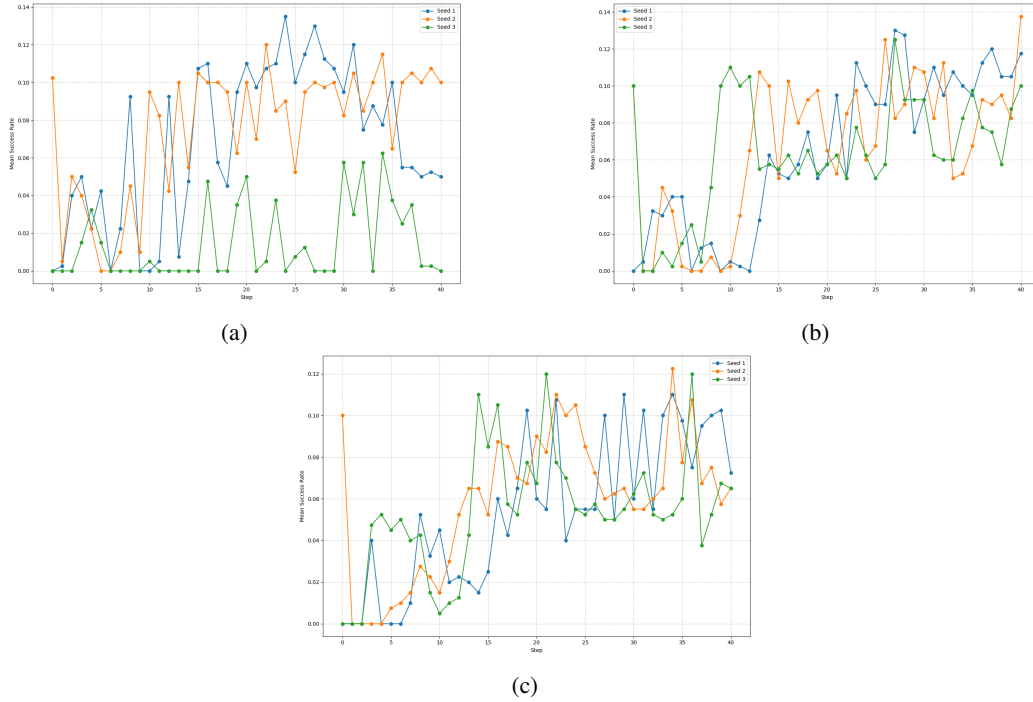 0.14
0.12
0.10
0.08
0.06
0.04
0.02
0.00
Mean Success Rate
0 5 10 15 20 25 30 35 40
Step
Seed 1
Seed 2
Seed 3
(a)
0.14
0.12
0.10
0.08
0.06
0.04
0.02
0.00
Mean Success Rate
0 5 10 15 20 25 30 35 40
Step
Seed 1
Seed 2
Seed 3
(b)
0.12
0.10
0.08
0.06
0.04
0.02
0.00
Mean Success Rate
0 5 10 15 20 25 30 35 40
Step
Seed 1
Seed 2
Seed 3
(c)